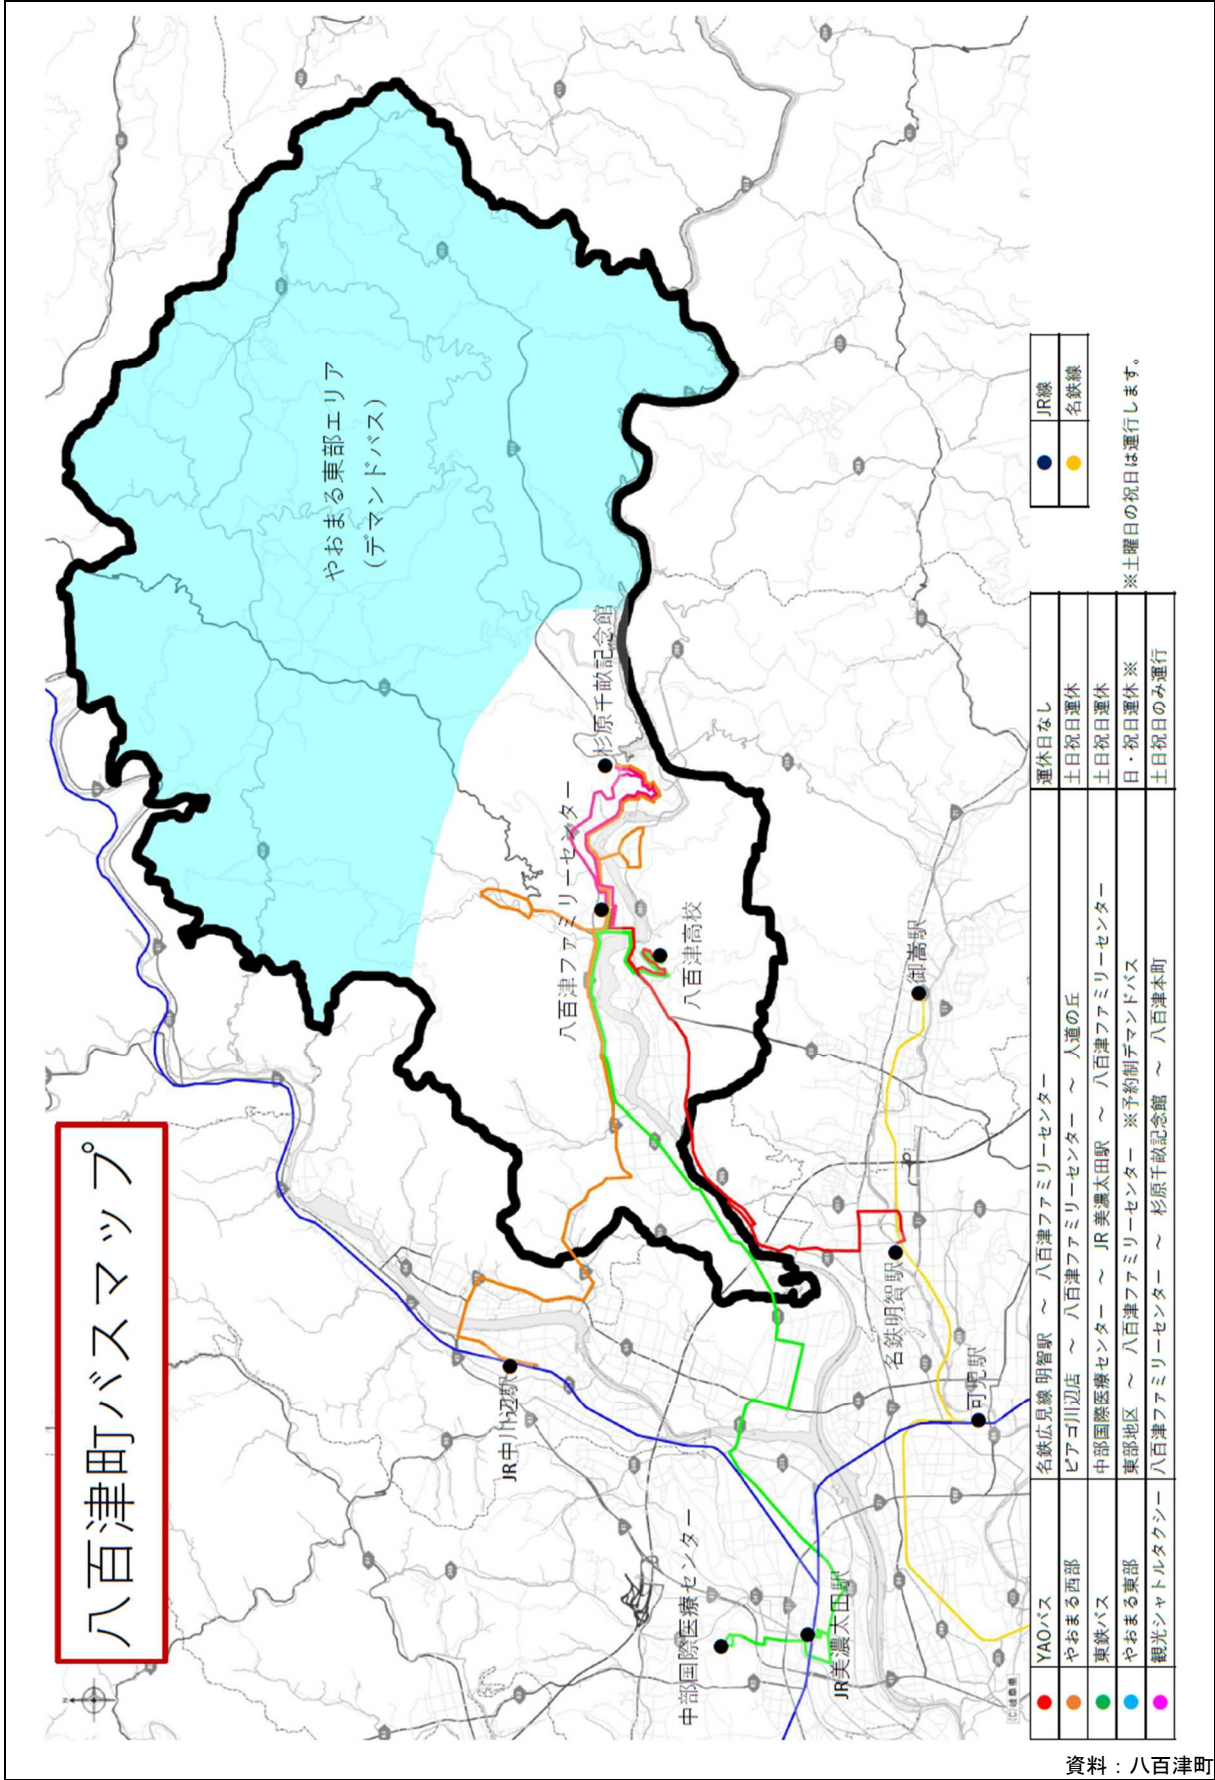 八百津町バスマップ
やおまる東部エリア
(デマンドバス)
杉原千畝記念館
八百津ファミリーセンター
八百津高校
御嵩駅
名鉄明智駅
可児駅
JR中川辺駅
中部国際医療センター
JR美濃太田駅
N
(C)岐阜県
● YAOバス 名鉄広見線 明智駅 ～ 八百津ファミリーセンター 運休日なし
● やおまる西部 ピアゴ川辺店 ～ 八百津ファミリーセンター ～ 人道の丘 土日祝日運休
● 東鉄バス 中部国際医療センター ～ JR 美濃太田駅 ～ 八百津ファミリーセンター 土日祝日運休
● やおまる東部 東部地区 ～ 八百津ファミリーセンター ※予約制デマンドバス 日・祝日運休 ※ ※土曜日の祝日は運行します。
● 観光シャトルタクシー 八百津ファミリーセンター ～ 杉原千畝記念館 ～ 八百津本町 土日祝日のみ運行
● JR線
● 名鉄線
資料：八百津町